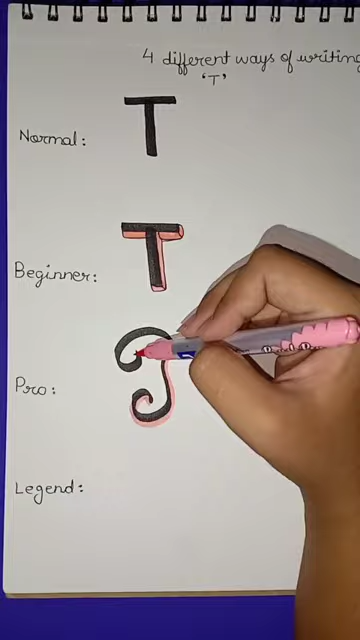 4 different ways of writing
'T'
Normal: T
Beginner: T
Pro: T
Legend: